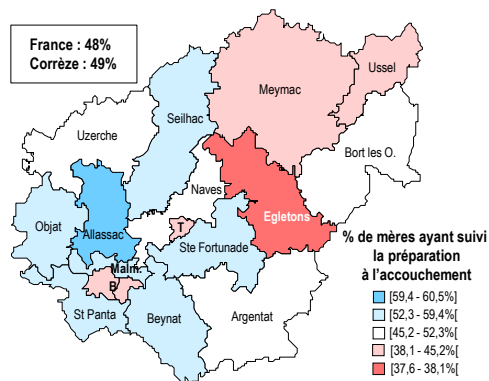 France : 48%
Corrèze : 49%
Ussel
Meymac
Seilhac
Uzerche
Bort les O.
Naves
Egletons
Objat
Allassac
T
Ste Fortunade
Malm.
B
St Panta
Beynat
Argentat
% de mères ayant suivi
la préparation
à l'accouchement
[59,4 - 60,5%[
[52,3 - 59,4%[
[45,2 - 52,3%[
[38,1 - 45,2%[
[37,6 - 38,1%[